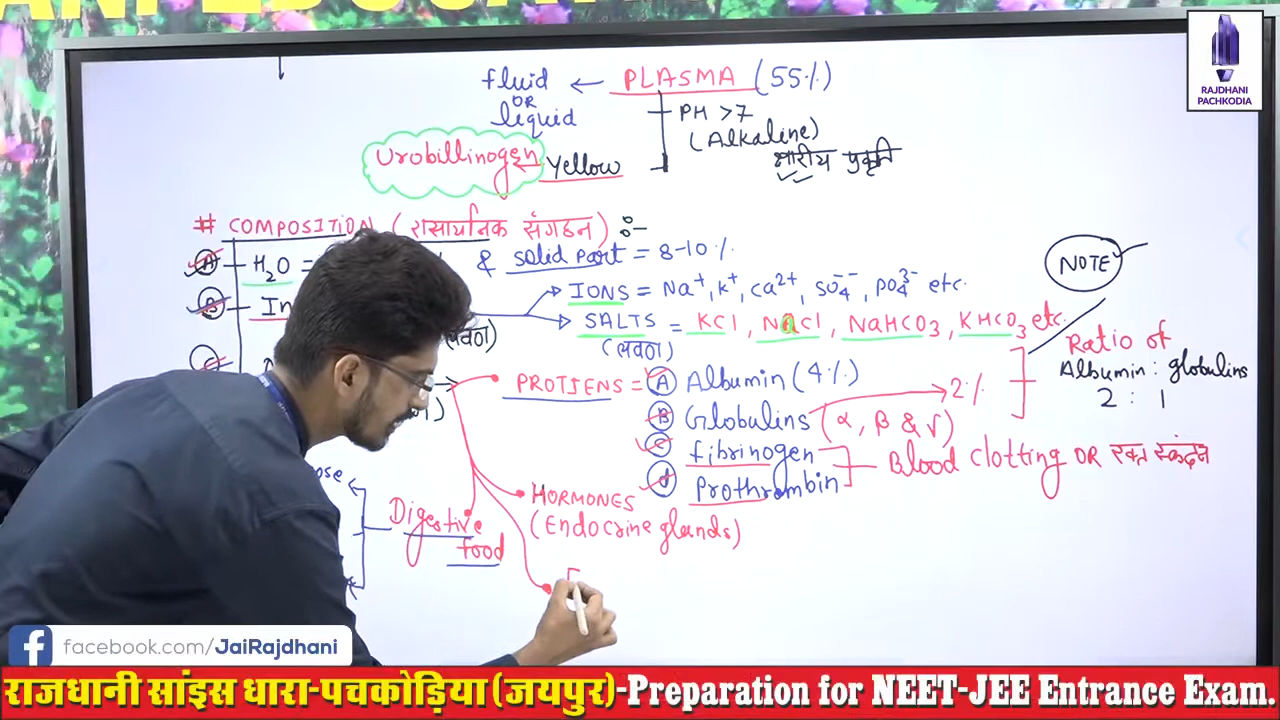 RAJDHANI
PACHKODIA
fluid ← PLASMA (55%)
OR
liquid
PH >7
(Alkaline)
क्षारीय प्रकृति
Urobillinogen
Yellow
# COMPOSITION (रासायनिक संगठन) :-
A H₂O = & solid part = 8-10%
B In
IONS = Na⁺, K⁺, Ca²⁺, SO₄⁻⁻, PO₄³⁻ etc.
SALTS = KCl, NaCl, NaHCO₃, KHCO₃ etc.
(लवण)
PROTIENS = A Albumin (4%)
B Globulins (α, β & γ) → 2%
C fibrinogen
D Prothrombin
Blood clotting OR रक्त स्कंदन
NOTE
Ratio of
Albumin : globulins
2 : 1
HORMONES
(Endocrine glands)
Digestive
food
facebook.com/JaiRajdhani
राजधानी सांइस धारा-पचकोड़िया (जयपुर)-Preparation for NEET-JEE Entrance Exam.